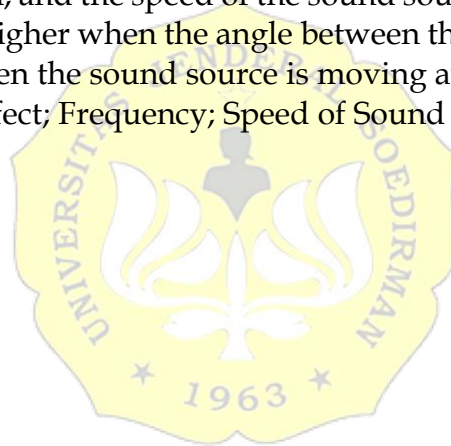 , and the speed of the sound sou
igher when the angle between th
en the sound source is moving a
fect; Frequency; Speed of Sound
UNIVERSITAS JENDERAL SOEDIRMAN
1963